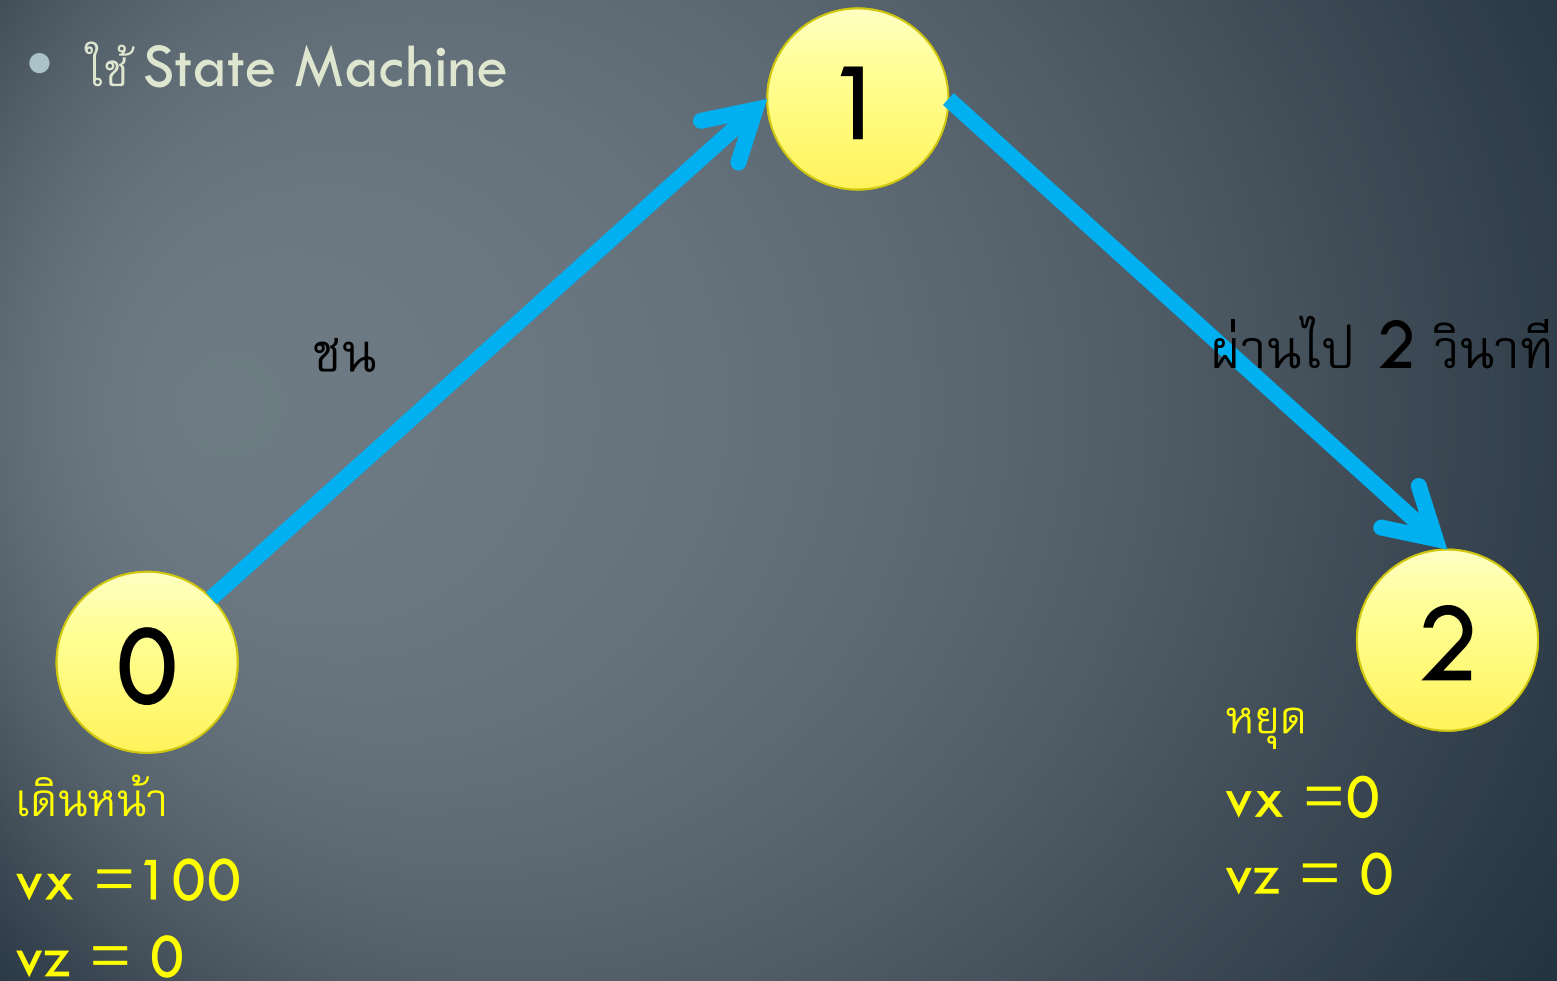 ใช้ State Machine
1
ชน
ผ่านไป 2 วินาที
0
2
เดินหน้า
vx =100
vz = 0
หยุด
vx =0
vz = 0